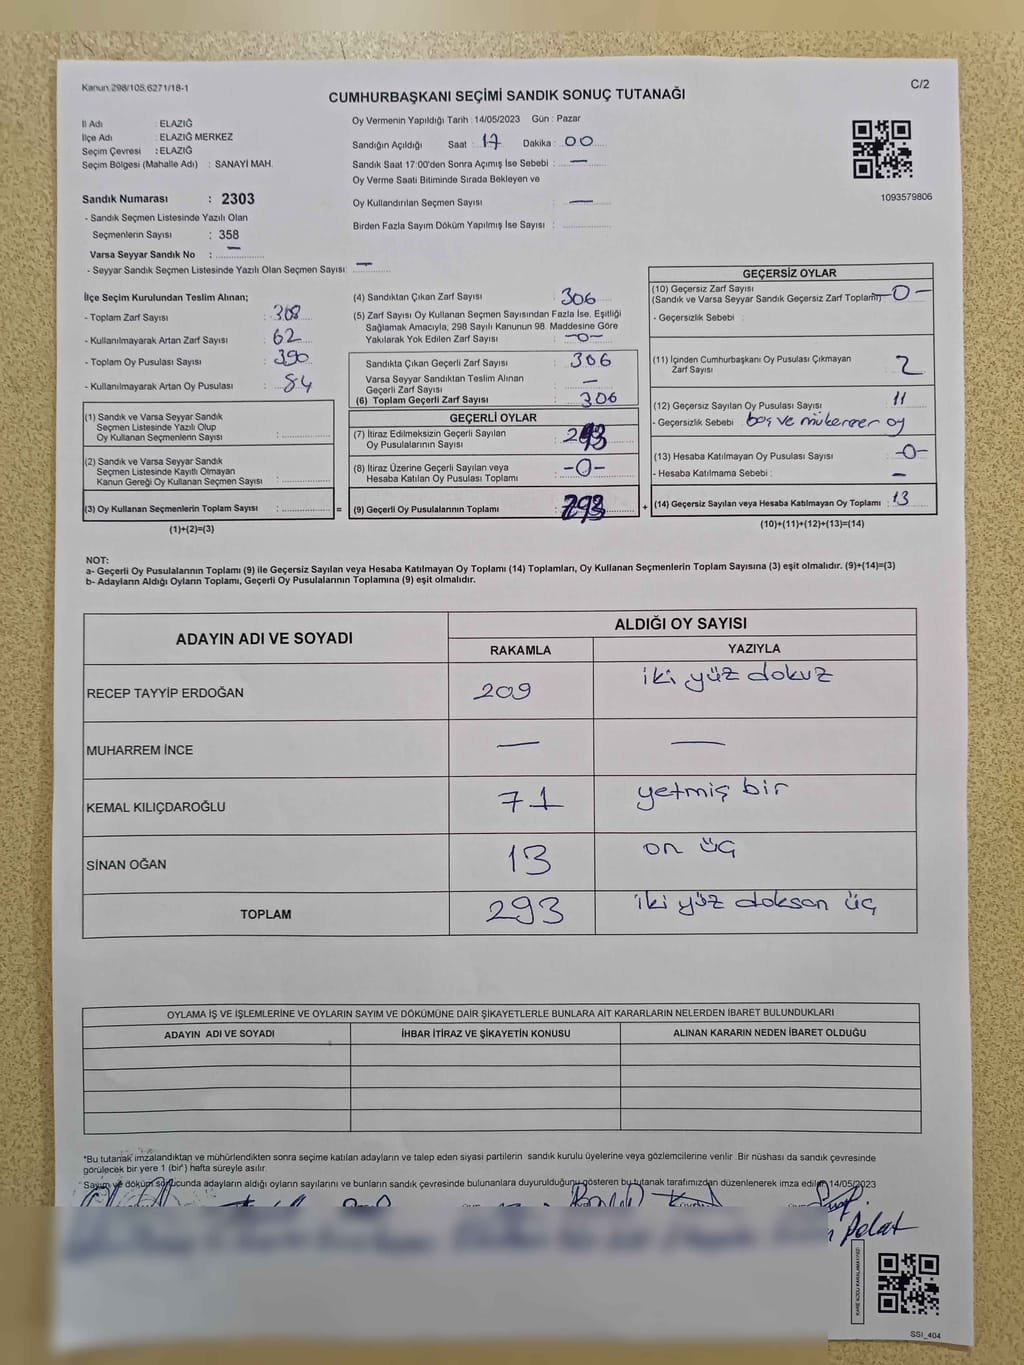 Kanun:298/105,6271/18-1
C/2
CUMHURBAŞKANI SEÇİMİ SANDIK SONUÇ TUTANAĞI
İl Adı : ELAZIĞ
İlçe Adı : ELAZIĞ MERKEZ
Seçim Çevresi : ELAZIĞ
Seçim Bölgesi (Mahalle Adı) : SANAYİ MAH.
Sandık Numarası : 2303
- Sandık Seçmen Listesinde Yazılı Olan
Seçmenlerin Sayısı : 358
Varsa Seyyar Sandık No : —
- Seyyar Sandık Seçmen Listesinde Yazılı Olan Seçmen Sayısı: —
Oy Vermenin Yapıldığı Tarih : 14/05/2023 Gün : Pazar
Sandığın Açıldığı Saat : 17 Dakika : 00
Sandık Saat 17:00'den Sonra Açımış İse Sebebi : —
Oy Verme Saati Bitiminde Sırada Bekleyen ve
Oy Kullandırılan Seçmen Sayısı : —
Birden Fazla Sayım Döküm Yapılmış İse Sayısı :
1093579806
İlçe Seçim Kurulundan Teslim Alınan;
- Toplam Zarf Sayısı : 368
- Kullanılmayarak Artan Zarf Sayısı : 62
- Toplam Oy Pusulası Sayısı : 390
- Kullanılmayarak Artan Oy Pusulası : 84
(1) Sandık ve Varsa Seyyar Sandık
Seçmen Listesinde Yazılı Olup
Oy Kullanan Seçmenlerin Sayısı :
(2) Sandık ve Varsa Seyyar Sandık
Seçmen Listesinde Kayıtlı Olmayan
Kanun Gereği Oy Kullanan Seçmen Sayısı :
(3) Oy Kullanan Seçmenlerin Toplam Sayısı : =
(1)+(2)=(3)
(4) Sandıktan Çıkan Zarf Sayısı : 306
(5) Zarf Sayısı Oy Kullanan Seçmen Sayısından Fazla İse, Eşitliği
Sağlamak Amacıyla, 298 Sayılı Kanunun 98. Maddesine Göre
Yakılarak Yok Edilen Zarf Sayısı : —0—
Sandıkta Çıkan Geçerli Zarf Sayısı : 306
Varsa Seyyar Sandıktan Teslim Alınan
Geçerli Zarf Sayısı : —
(6) Toplam Geçerli Zarf Sayısı : 306
GEÇERLİ OYLAR
(7) İtiraz Edilmeksizin Geçerli Sayılan
Oy Pusulalarının Sayısı : 293
(8) İtiraz Üzerine Geçerli Sayılan veya
Hesaba Katılan Oy Pusulası Toplamı : —0—
(9) Geçerli Oy Pusulalarının Toplamı : 293 +
GEÇERSİZ OYLAR
(10) Geçersiz Zarf Sayısı
(Sandık ve Varsa Seyyar Sandık Geçersiz Zarf Toplamı) —0—
- Geçersizlik Sebebi :
(11) İçinden Cumhurbaşkanı Oy Pusulası Çıkmayan
Zarf Sayısı : 2
(12) Geçersiz Sayılan Oy Pusulası Sayısı : 11
- Geçersizlik Sebebi : boş ve mükerrer oy
(13) Hesaba Katılmayan Oy Pusulası Sayısı : —0—
- Hesaba Katılmama Sebebi : —
(14) Geçersiz Sayılan veya Hesaba Katılmayan Oy Toplamı : 13
(10)+(11)+(12)+(13)=(14)
NOT:
a- Geçerli Oy Pusulalarının Toplamı (9) ile Geçersiz Sayılan veya Hesaba Katılmayan Oy Toplamı (14) Toplamları, Oy Kullanan Seçmenlerin Toplam Sayısına (3) eşit olmalıdır. (9)+(14)=(3)
b- Adayların Aldığı Oyların Toplamı, Geçerli Oy Pusulalarının Toplamına (9) eşit olmalıdır.
ADAYIN ADI VE SOYADI
ALDIĞI OY SAYISI
RAKAMLA YAZIYLA
RECEP TAYYİP ERDOĞAN 209 iki yüz dokuz
MUHARREM İNCE — —
KEMAL KILIÇDAROĞLU 71 yetmiş bir
SİNAN OĞAN 13 on üç
TOPLAM 293 iki yüz doksan üç
OYLAMA İŞ VE İŞLEMLERİNE VE OYLARIN SAYIM VE DÖKÜMÜNE DAİR ŞİKAYETLERLE BUNLARA AİT KARARLARIN NELERDEN İBARET BULUNDUKLARI
ADAYIN ADI VE SOYADI İHBAR İTİRAZ VE ŞİKAYETİN KONUSU ALINAN KARARIN NEDEN İBARET OLDUĞU
*Bu tutanak imzalandıktan ve mühürlendikten sonra seçime katılan adayların ve talep eden siyasi partilerin sandık kurulu üyelerine veya gözlemcilerine verilir. Bir nüshası da sandık çevresinde
görülecek bir yere 1 (bir) hafta süreyle asılır.
Sayım ve döküm sonucunda adayların aldığı oyların sayılarını ve bunların sandık çevresinde bulunanlara duyurulduğunu gösteren bu tutanak tarafımızdan düzenlenerek imza edildi 14/05/2023
Polat
SSI_404